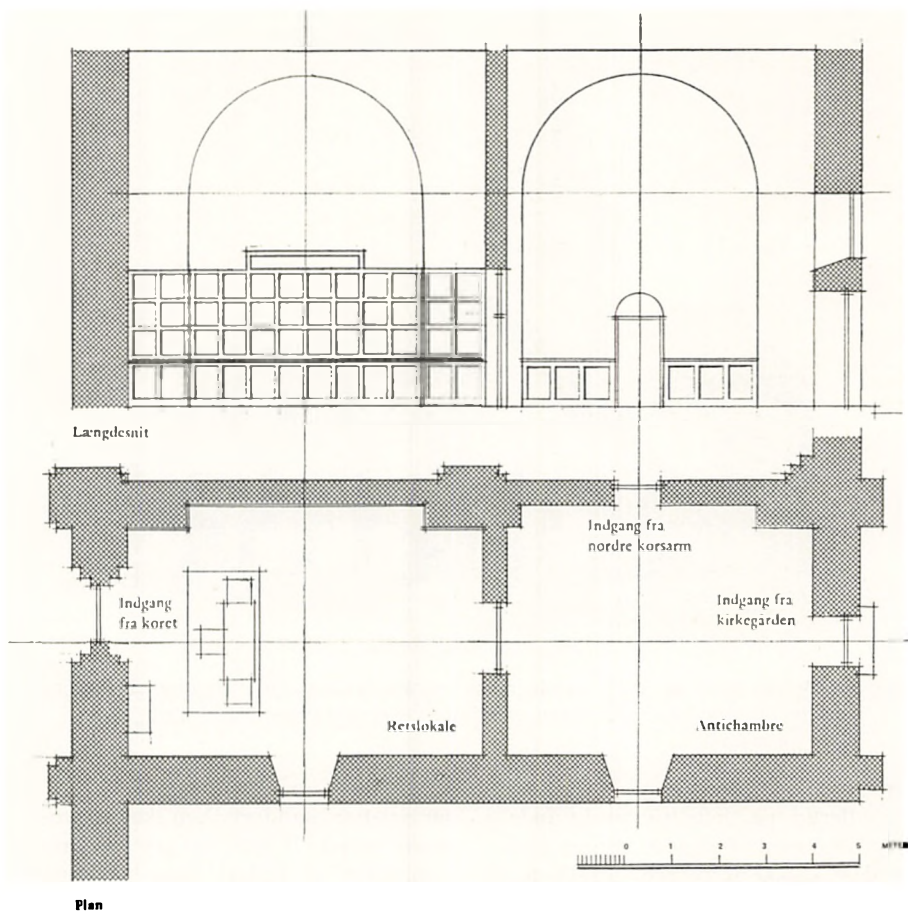 Længdesnit
Indgang fra
nordre korsarm
Indgang
fra koret
Indgang fra
kirkegården
Retslokale
Antichambre
0 1 2 3 4 5 METER
Plan